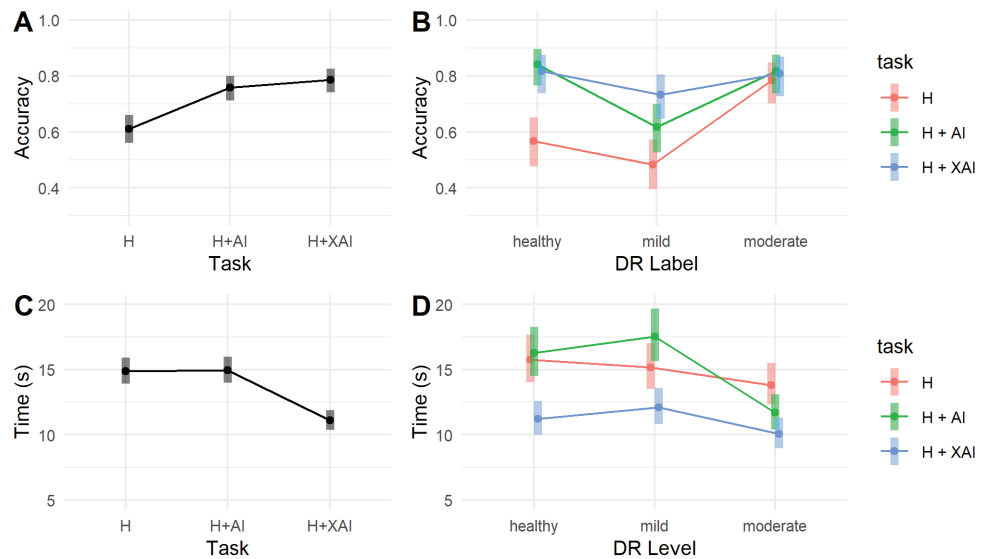 A
1.0
0.8
0.6
0.4
Accuracy
H
H+AI
H+XAI
Task
B
1.0
0.8
0.6
0.4
Accuracy
healthy
mild
moderate
DR Label
task
H
H + AI
H + XAI
C
20
15
10
5
Time (s)
H
H+AI
H+XAI
Task
D
20
15
10
5
Time (s)
healthy
mild
moderate
DR Level
task
H
H + AI
H + XAI